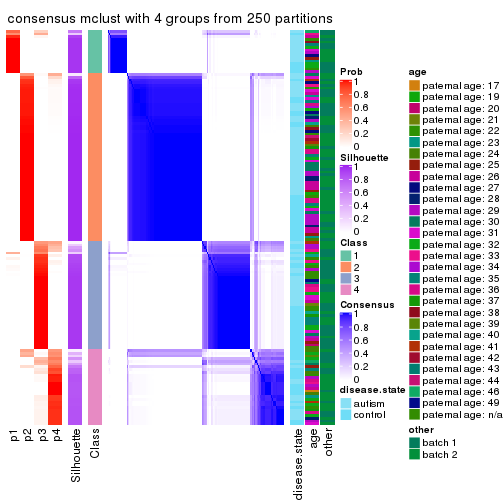 consensus mclust with 4 groups from 250 partitions
Prob
1
0.8
0.6
0.4
0.2
0
Silhouette
1
0.8
0.6
0.4
0.2
0
Class
1
2
3
4
Consensus
1
0.8
0.6
0.4
0.2
0
disease.state
autism
control
age
paternal age: 17
paternal age: 19
paternal age: 20
paternal age: 21
paternal age: 22
paternal age: 23
paternal age: 24
paternal age: 25
paternal age: 26
paternal age: 27
paternal age: 28
paternal age: 29
paternal age: 30
paternal age: 31
paternal age: 32
paternal age: 33
paternal age: 34
paternal age: 35
paternal age: 36
paternal age: 37
paternal age: 38
paternal age: 39
paternal age: 40
paternal age: 41
paternal age: 42
paternal age: 43
paternal age: 44
paternal age: 46
paternal age: 49
paternal age: n/a
other
batch 1
batch 2
p1
p2
p3
p4
Silhouette
Class
disease.state
age
other